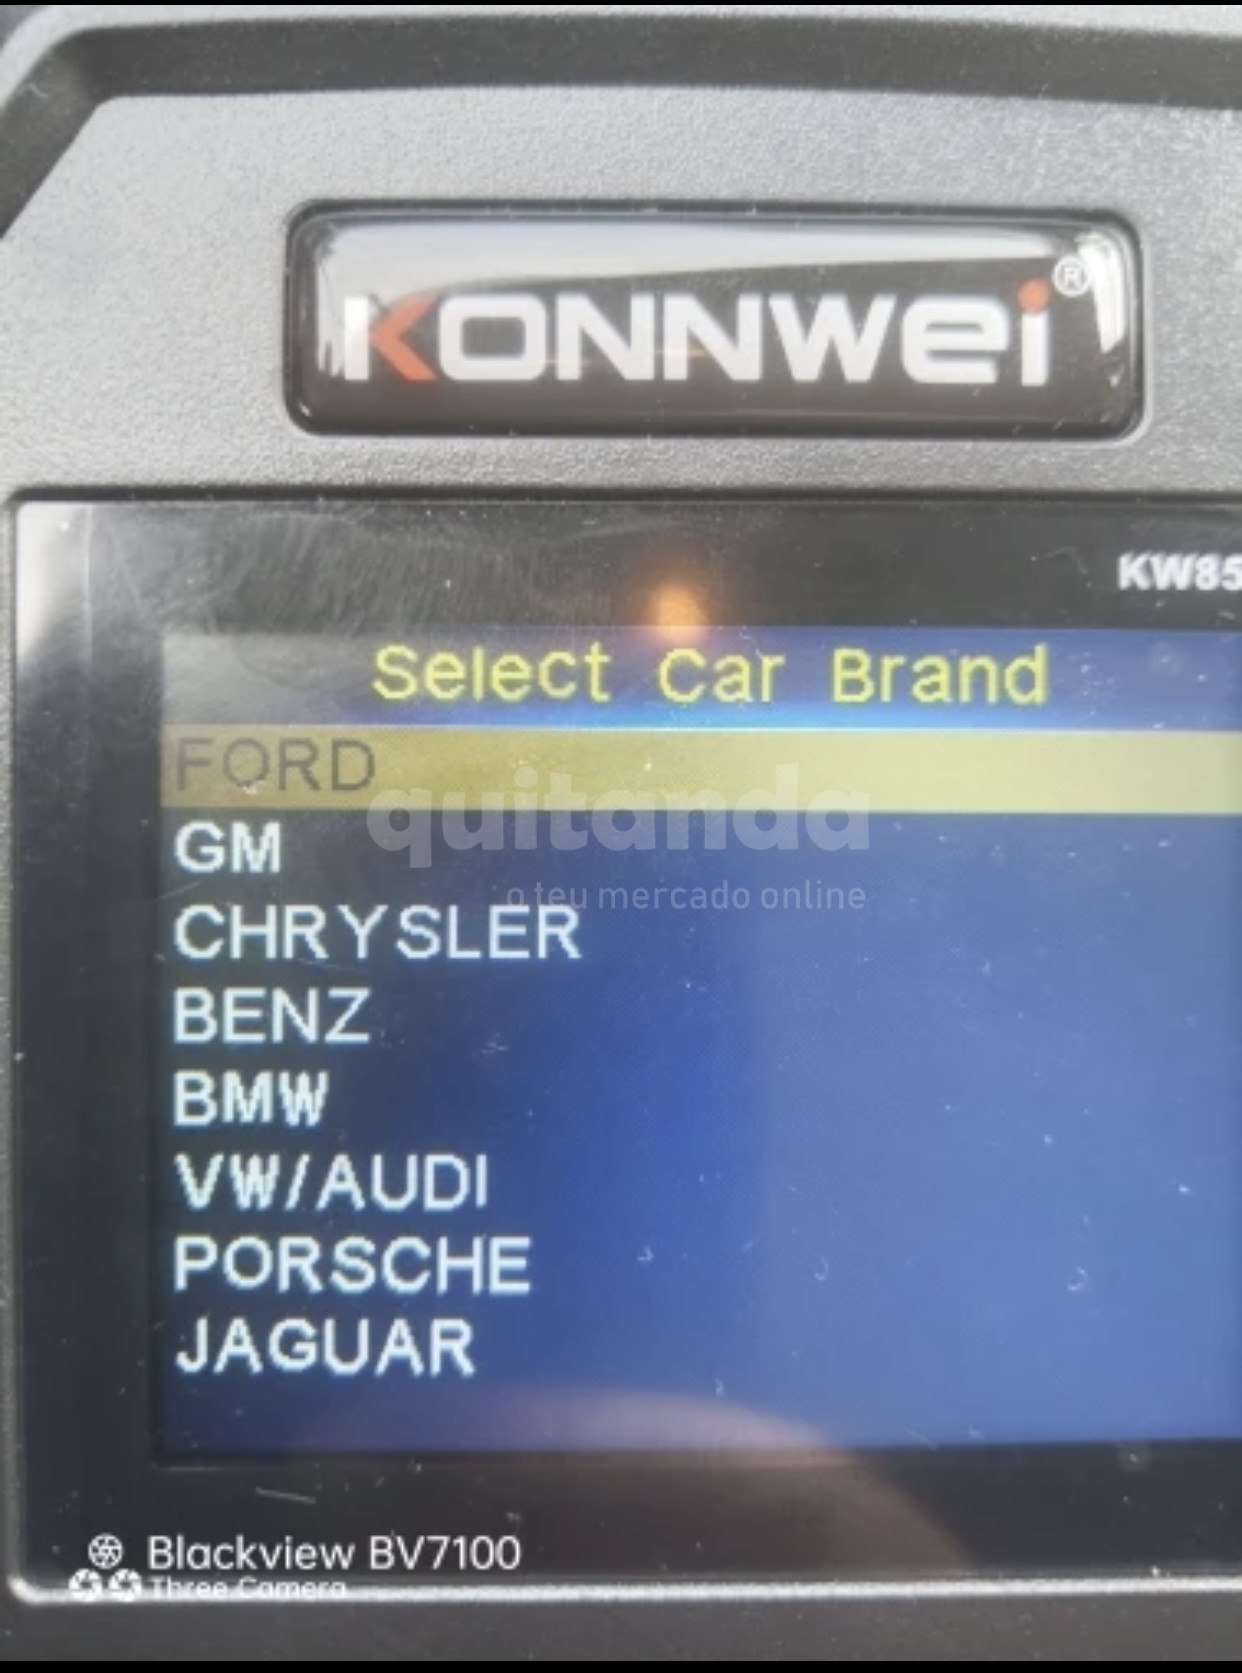 KONNWEI®
KW85
Select Car Brand
FORD
quitanda
GM
o teu mercado online
CHRYSLER
BENZ
BMW
VW/AUDI
PORSCHE
JAGUAR
Blackview BV7100
Three Camera